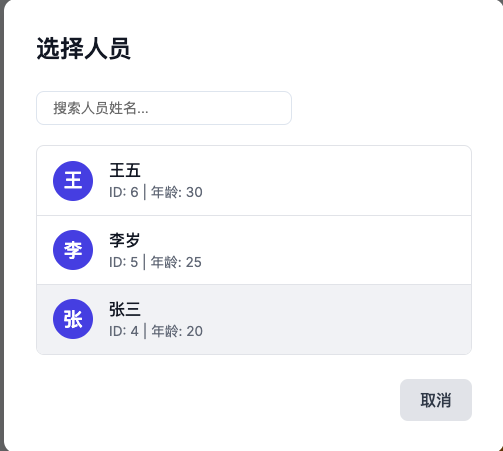 选择人员
搜索人员姓名...
王
王五
ID: 6 | 年龄: 30
李
李岁
ID: 5 | 年龄: 25
张
张三
ID: 4 | 年龄: 20
取消